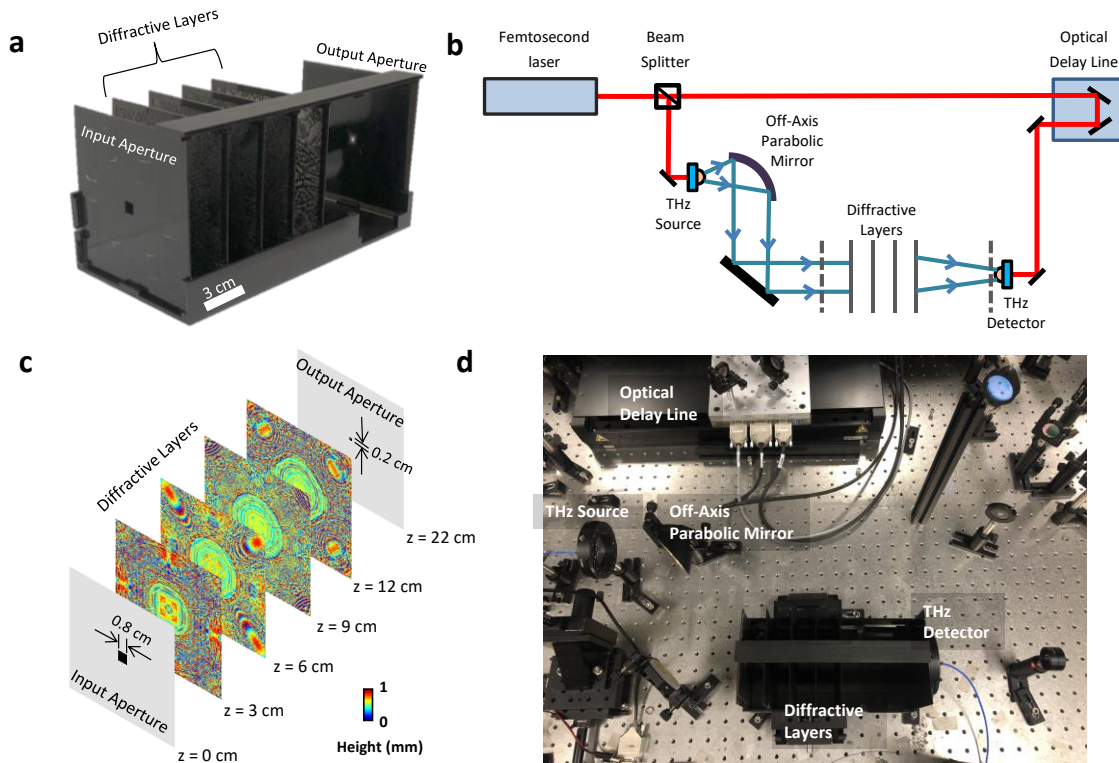 a
Diffractive Layers
Output Aperture
Input Aperture
3 cm
b
Femtosecond
laser
Beam
Splitter
Optical
Delay Line
Off-Axis
Parabolic
Mirror
THz
Source
Diffractive
Layers
THz
Detector
c
Output Aperture
0.2 cm
Diffractive Layers
z = 22 cm
z = 12 cm
z = 9 cm
z = 6 cm
z = 3 cm
z = 0 cm
0.8 cm
Input Aperture
1
0
Height (mm)
d
Optical
Delay Line
THz Source
Off-Axis
Parabolic Mirror
THz
Detector
Diffractive
Layers